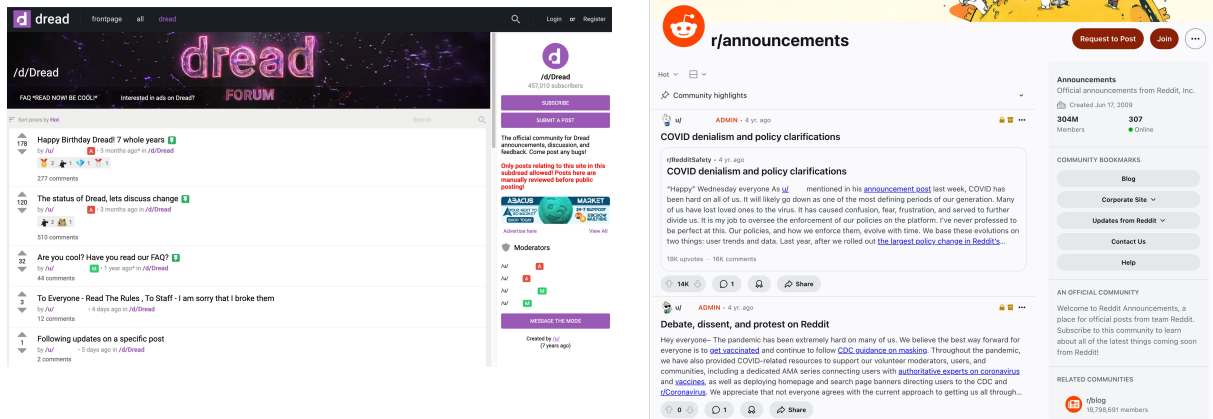 dread frontpage all dread Login or Register
dread
FORUM
/d/Dread
FAQ *READ NOW! BE COOL!* Interested in ads on Dread?
Sort posts by Hot Search
178
Happy Birthday Dread! 7 whole years
by /u/ A • 3 months ago* in /d/Dread
2 1 1 1
277 comments
120
The status of Dread, lets discuss change
by /u/ A • 3 months ago in /d/Dread
2 1
510 comments
32
Are you cool? Have you read our FAQ?
by /u/ M • 1 year ago* in /d/Dread
44 comments
3
To Everyone - Read The Rules , To Staff - I am sorry that I broke them
by /u/ • 4 days ago in /d/Dread
12 comments
1
Following updates on a specific post
by /u/ • 5 days ago in /d/Dread
2 comments
d
/d/Dread
457,010 subscribers
SUBSCRIBE
SUBMIT A POST
The official community for Dread
announcements, discussion, and
feedback. Come post any bugs!
Only posts relating to this site in this
subdread allowed! Posts here are
manually reviewed before public
posting!
ABACUS MARKET
SHOP TODAY
Advertise here View All
Moderators
/u/ A
/u/ A
/u/ M
/u/ M
MESSAGE THE MODS
Created by /u/
(7 years ago)
r/announcements
Request to Post Join
Hot
Community highlights
u/ ADMIN • 4 yr. ago
COVID denialism and policy clarifications
r/RedditSafety • 4 yr. ago
COVID denialism and policy clarifications
“Happy” Wednesday everyone As u/ mentioned in his announcement post last week, COVID has
been hard on all of us. It will likely go down as one of the most defining periods of our generation. Many
of us have lost loved ones to the virus. It has caused confusion, fear, frustration, and served to further
divide us. It is my job to oversee the enforcement of our policies on the platform. I’ve never professed to
be perfect at this. Our policies, and how we enforce them, evolve with time. We base these evolutions on
two things: user trends and data. Last year, after we rolled out the largest policy change in Reddit’s...
18K upvotes · 16K comments
14K 1 Share
u/ ADMIN • 4 yr. ago
Debate, dissent, and protest on Reddit
Hey everyone– The pandemic has been extremely hard on many of us. We believe the best way forward for
everyone is to get vaccinated and continue to follow CDC guidance on masking. Throughout the pandemic,
we have also provided COVID-related resources to support our volunteer moderators, users, and
communities, including a dedicated AMA series connecting users with authoritative experts on coronavirus
and vaccines, as well as deploying homepage and search page banners directing users to the CDC and
r/Coronavirus. We appreciate that not everyone agrees with the current approach to getting us all through...
0 1 Share
Announcements
Official announcements from Reddit, Inc.
Created Jun 17, 2009
304M 307
Members Online
COMMUNITY BOOKMARKS
Blog
Corporate Site
Updates from Reddit
Contact Us
Help
AN OFFICIAL COMMUNITY
Welcome to Reddit Announcements, a
place for official posts from team Reddit.
Subscribe to this community to learn
about all of the latest things coming soon
from Reddit!
RELATED COMMUNITIES
r/blog
18,798,691 members